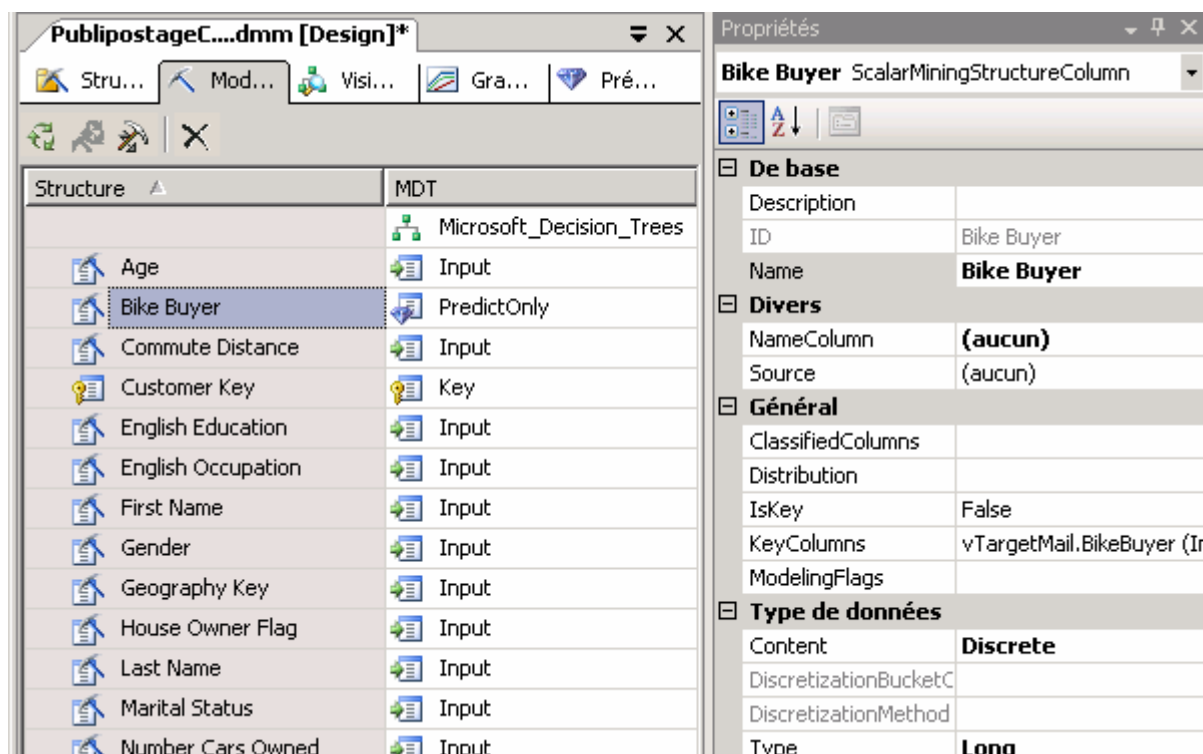 PublipostageC....dmm [Design]*
Stru... Mod... Visi... Gra... Pré...
Structure MDT
Microsoft_Decision_Trees
Age Input
Bike Buyer PredictOnly
Commute Distance Input
Customer Key Key
English Education Input
English Occupation Input
First Name Input
Gender Input
Geography Key Input
House Owner Flag Input
Last Name Input
Marital Status Input
Number Cars Owned Input
Propriétés
Bike Buyer ScalarMiningStructureColumn
De base
Description
ID Bike Buyer
Name Bike Buyer
Divers
NameColumn (aucun)
Source (aucun)
Général
ClassifiedColumns
Distribution
IsKey False
KeyColumns vTargetMail.BikeBuyer (In
ModelingFlags
Type de données
Content Discrete
DiscretizationBucketC
DiscretizationMethod
Type Long